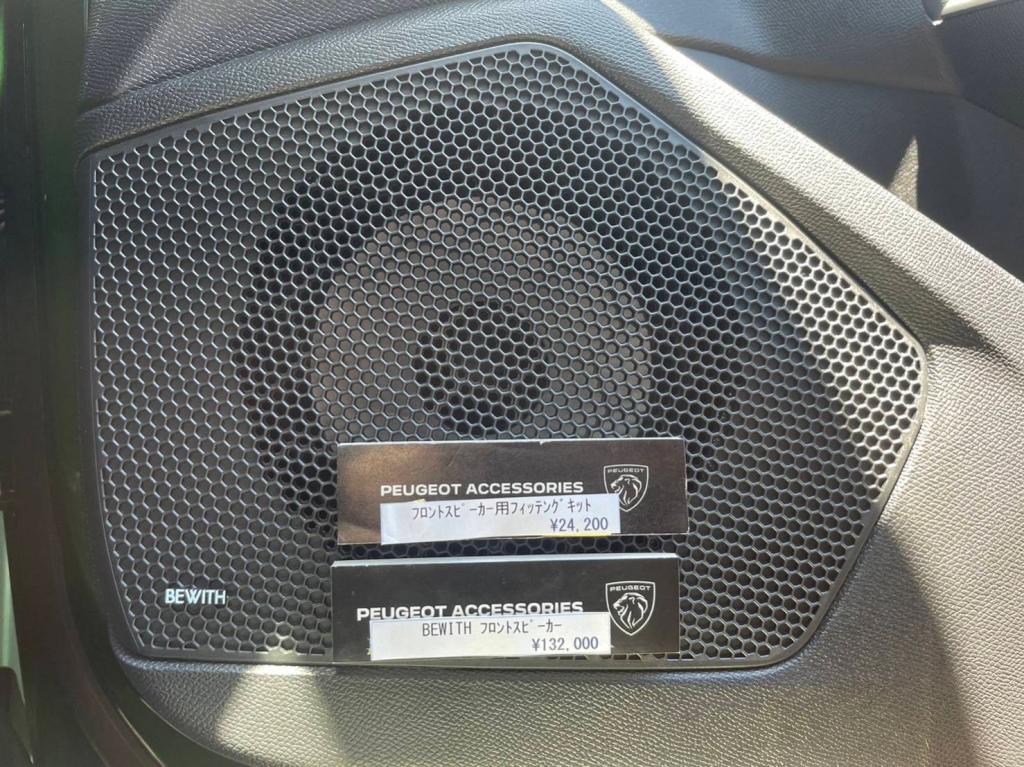 PEUGEOT ACCESSORIES
PEUGEOT
フロントスピーカー用フィッテングキット
¥24,200
BEWITH
PEUGEOT ACCESSORIES
PEUGEOT
BEWITH フロントスピーカー
¥132,000